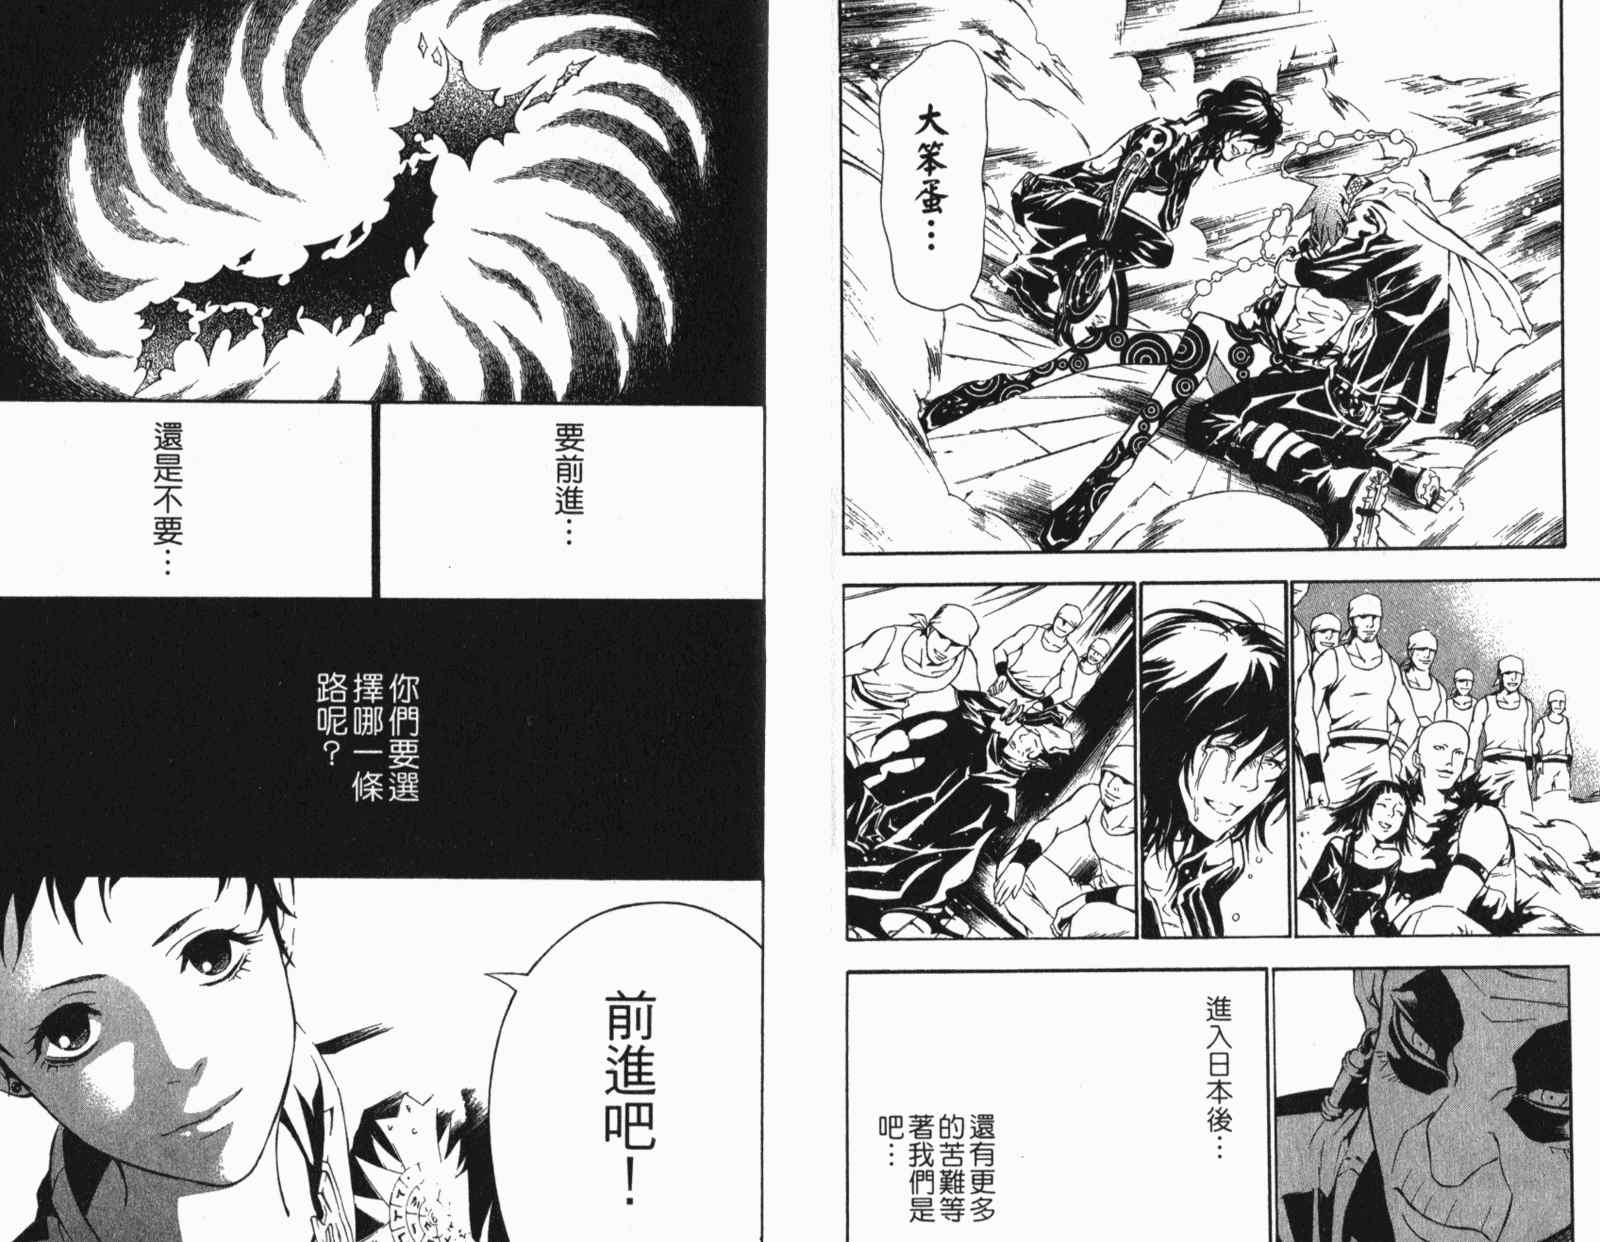 大笨蛋…
進入日本後…
還有更多
的苦難等
著我們是
吧…
要前進…
還是不要…
你們要選
擇哪一條
路呢？
前進吧！